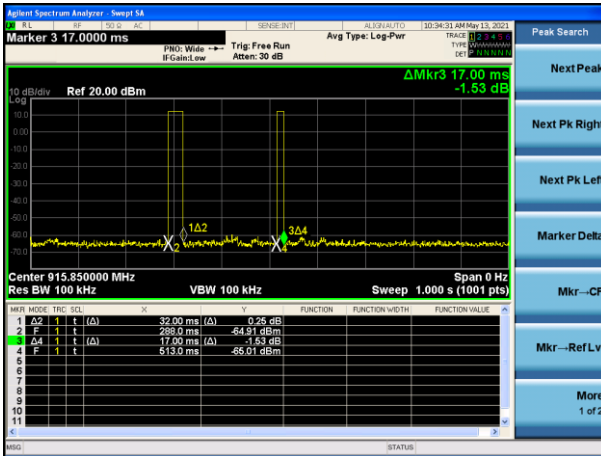 Agilent Spectrum Analyzer - Swept SA
RL RF 50 Ω AC SENSE:INT ALIGNAUTO 10:34:31 AM May 13, 2021
Marker 3 17.0000 ms Avg Type: Log-Pwr TRACE 1 2 3 4 5 6
PNO: Wide Trig: Free Run TYPE WWWWWW
IFGain:Low Atten: 30 dB DET P N N N N N
Peak Search
ΔMkr3 17.00 ms
-1.53 dB
10 dB/div Ref 20.00 dBm
Log
10.0
0.00
-10.0
-20.0
-30.0
-40.0
-50.0
-60.0
-70.0
1Δ2
2
3Δ4
4
Center 915.850000 MHz Span 0 Hz
Res BW 100 kHz VBW 100 kHz Sweep 1.000 s (1001 pts)
MKR MODE TRC SCL X Y FUNCTION FUNCTION WIDTH FUNCTION VALUE
1 Δ2 1 t (Δ) 32.00 ms (Δ) 0.25 dB
2 F 1 t 288.0 ms -64.91 dBm
3 Δ4 1 t (Δ) 17.00 ms (Δ) -1.53 dB
4 F 1 t 513.0 ms -65.01 dBm
5
6
7
8
9
10
11
MSG STATUS
Next Peak
Next Pk Right
Next Pk Left
Marker Delta
Mkr→CF
Mkr→Ref Lv
More
1 of 2